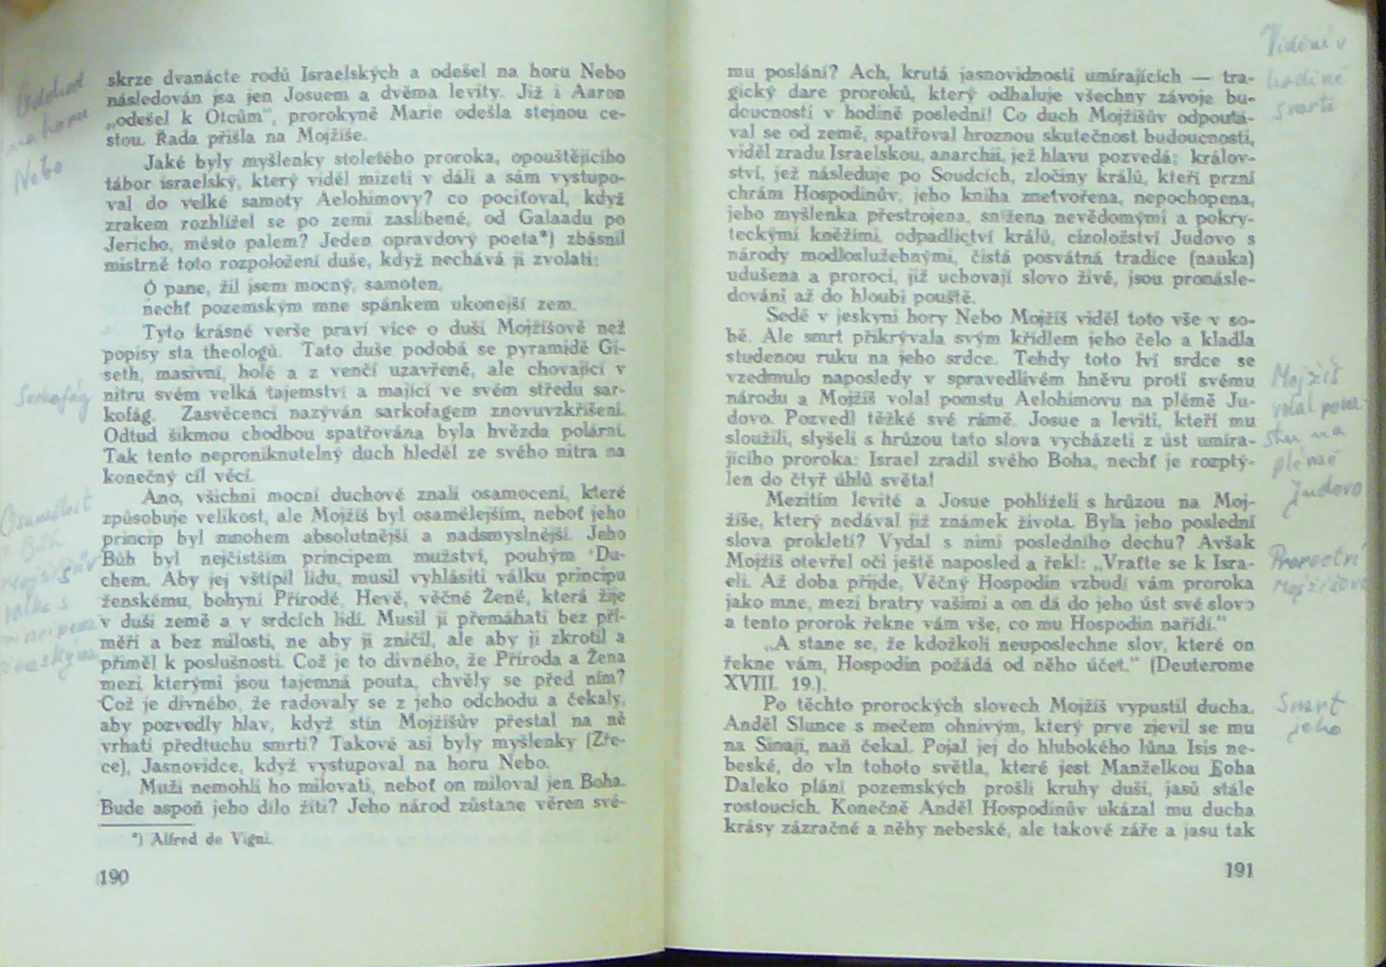 Odchod
na horu
Nebo
skrze dvanácte rodů Israelských a odešel na horu Nebo
následován jsa jen Josuem a dvěma levity. Již i Aaron
„odešel k Otcům", prorokyně Marie odešla stejnou ce-
stou. Řada přišla na Mojžíše.
Jaké byly myšlenky stoletého proroka, opouštějícího
tábor israelský, který viděl mizeti v dáli a sám vystupo-
val do velké samoty Aelohimovy? co pociťoval, když
zrakem rozhlížel se po zemi zaslíbené, od Galaadu po
Jericho, město palem? Jeden opravdový poeta*) zbásnil
mistrně toto rozpoložení duše, když nechává ji zvolati:
Ó pane, žil jsem mocný, samoten,
nechť pozemským mne spánkem ukonejší zem.
Tyto krásné verše praví více o duši Mojžíšově než
popisy sta theologů. Tato duše podobá se pyramidě Gi-
seth, masivní, holé a z venčí uzavřené, ale chovající v
nitru svém velká tajemství a mající ve svém středu sar-
kofág. Zasvěcenci nazýván sarkofagem znovuvzkříšení.
Odtud šikmou chodbou spatřována byla hvězda polární.
Tak tento neproniknutelný duch hleděl ze svého nitra na
konečný cíl věcí.
Sarkofág
Ano, všichni mocní duchové znali osamocení, které
způsobuje velikost, ale Mojžíš byl osamělejším, neboť jeho
princip byl mnohem absolutnější a nadsmyslnější. Jeho
Bůh byl nejčistším principem mužství, pouhým Du-
chem. Aby jej vštípil lidu, musil vyhlásiti válku principu
ženskému, bohyni Přírodě, Hevě, věčné Ženě, která žije
v duši země a v srdcích lidí. Musil ji přemáhati bez pří-
měří a bez milosti, ne aby ji zničil, ale aby ji zkrotil a
přiměl k poslušnosti. Což je to divného, že Příroda a Žena
mezi kterými jsou tajemná pouta, chvěly se před ním?
Což je divného, že radovaly se z jeho odchodu a čekaly,
aby pozvedly hlav, když stín Mojžíšův přestal na ně
vrhati předtuchu smrti? Takové asi byly myšlenky (Zře-
ce), Jasnovidce, když vystupoval na horu Nebo.
Osamělost
Bůh
Mojžíšův
válka s
principem
ženským
Muži nemohli ho milovati, neboť on miloval jen Boha.
Bude aspoň jeho dílo žíti? Jeho národ zůstane věren své-
*) Alfred de Vigni.
190
mu poslání? Ach, krutá jasnovidnosti umírajících — tra-
gický dare proroků, který odhaluje všechny závoje bu-
doucnosti v hodině poslední! Co duch Mojžíšův odpoutá-
val se od země, spatřoval hroznou skutečnost budoucnosti,
viděl zradu Israelskou, anarchii, jež hlavu pozvedá; králov-
ství, jež následuje po Soudcích, zločiny králů, kteří przní
chrám Hospodinův, jeho kniha znetvořena, nepochopena,
jeho myšlenka přestrojena, snížena nevědomými a pokry-
teckými kněžími, odpadlictví králů, cizoložství Judovo s
národy modloslužebnými, čistá posvátná tradice (nauka)
udušena a proroci, již uchovají slovo živé, jsou pronásle-
dováni až do hloubi pouště.
Vidění v
hodině
smrti
Sedě v jeskyni hory Nebo Mojžíš viděl toto vše v so-
bě. Ale smrt přikrývala svým křídlem jeho čelo a kladla
studenou ruku na jeho srdce. Tehdy toto lví srdce se
vzedmulo naposledy v spravedlivém hněvu proti svému
národu a Mojžíš volal pomstu Aelohimovu na plémě Ju-
dovo. Pozvedl těžké své rámě. Josue a levité, kteří mu
sloužili, slyšeli s hrůzou tato slova vycházeti z úst umíra-
jícího proroka: Israel zradil svého Boha, nechť je rozptý-
len do čtyř úhlů světa!
Mojžíš
volal pom-
stu na
plémě
Judovo
Mezitím levité a Josue pohlíželi s hrůzou na Moj-
žíše, který nedával již známek života. Byla jeho poslední
slova prokletí? Vydal s nimi posledního dechu? Avšak
Mojžíš otevřel oči ještě naposled a řekl: „Vraťte se k Isra-
eli. Až doba přijde, Věčný Hospodin vzbudí vám proroka
jako mne, mezi bratry vašimi a on dá do jeho úst své slovo
a tento prorok řekne vám vše, co mu Hospodin nařídí."
Proroctví
Mojžíšovo
„A stane se, že kdožkoli neuposlechne slov, které on
řekne vám, Hospodin požádá od něho účet." (Deuterome
XVIII. 19.).
Po těchto prorockých slovech Mojžíš vypustil ducha.
Anděl Slunce s mečem ohnivým, který prve zjevil se mu
na Sinaji, naň čekal. Pojal jej do hlubokého lůna Isis ne-
beské, do vln tohoto světla, které jest Manželkou Boha
Daleko plání pozemských prošli kruhy duší, jasů stále
rostoucích. Konečně Anděl Hospodinův ukázal mu ducha
krásy zázračné a něhy nebeské, ale takové záře a jasu tak
Smrt
jeho
191